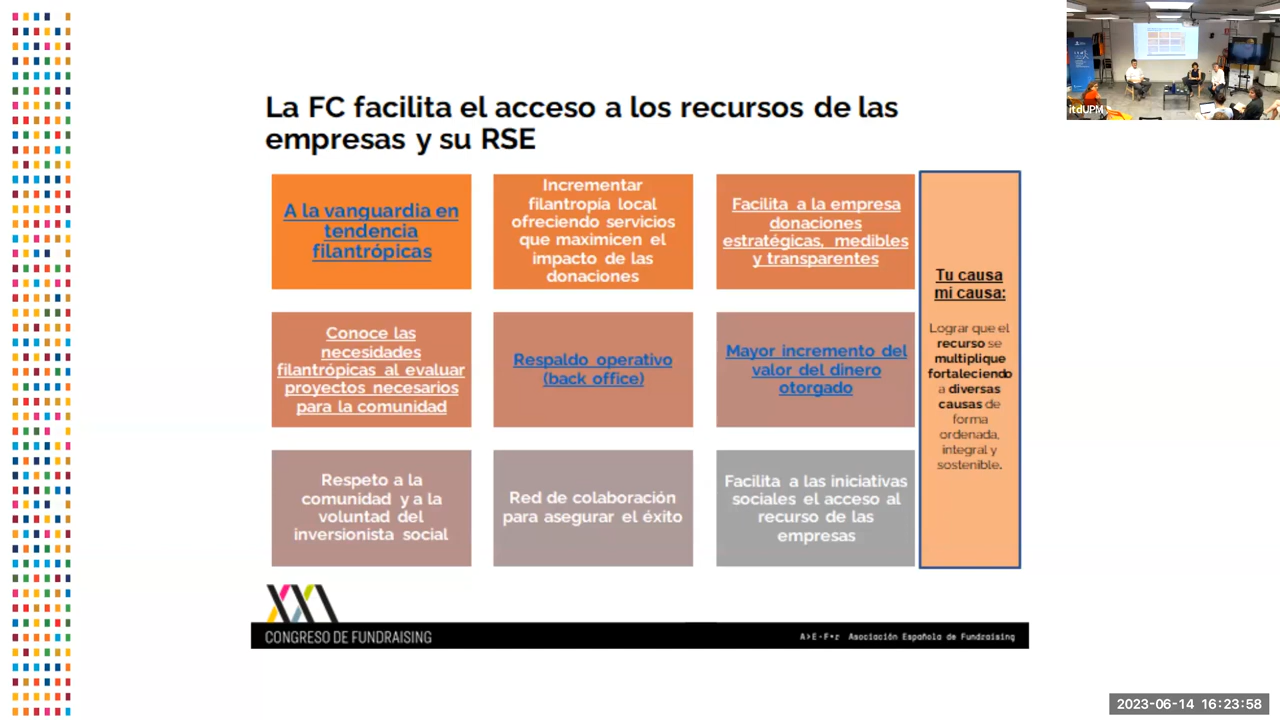 La FC facilita el acceso a los recursos de las
empresas y su RSE
A la vanguardia en
tendencia
filantrópicas
Incrementar
filantropía local
ofreciendo servicios
que maximicen el
impacto de las
donaciones
Facilita a la empresa
donaciones
estratégicas, medibles
y transparentes
Conoce las
necesidades
filantrópicas al evaluar
proyectos necesarios
para la comunidad
Respaldo operativo
(back office)
Mayor incremento del
valor del dinero
otorgado
Respeto a la
comunidad y a la
voluntad del
inversionista social
Red de colaboración
para asegurar el éxito
Facilita a las iniciativas
sociales el acceso al
recurso de las
empresas
Tu causa
mi causa:
Lograr que el
recurso se
multiplique
fortaleciendo
a diversas
causas de
forma
ordenada,
integral y
sostenible.
CONGRESO DE FUNDRAISING
A>E·F+r Asociación Española de Fundraising
itdUPM
2023-06-14 16:23:58